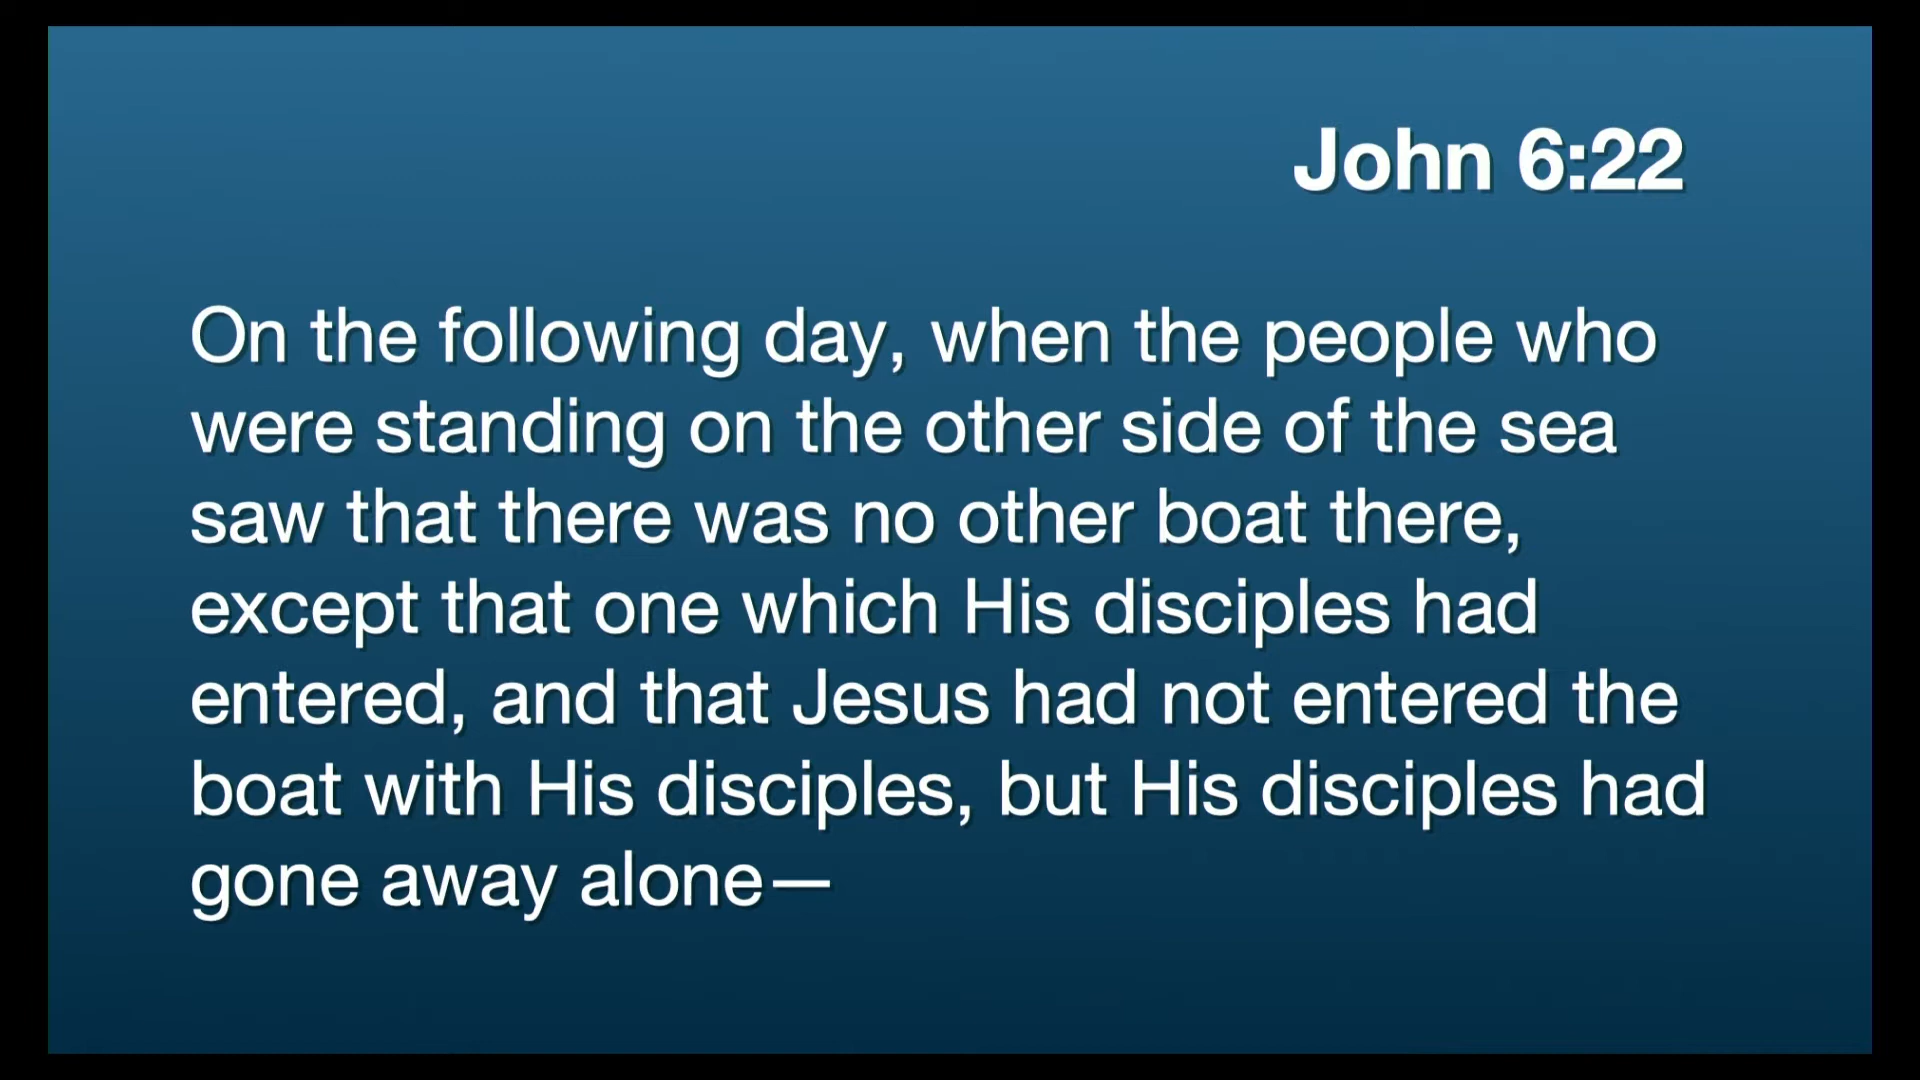 John 6:22
On the following day, when the people who
were standing on the other side of the sea
saw that there was no other boat there,
except that one which His disciples had
entered, and that Jesus had not entered the
boat with His disciples, but His disciples had
gone away alone—